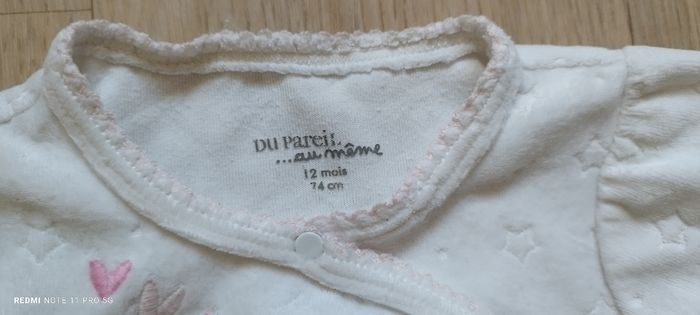 Du Pareil..
...au même
12 mois
74 cm
REDMI NOTE 11 PRO 5G